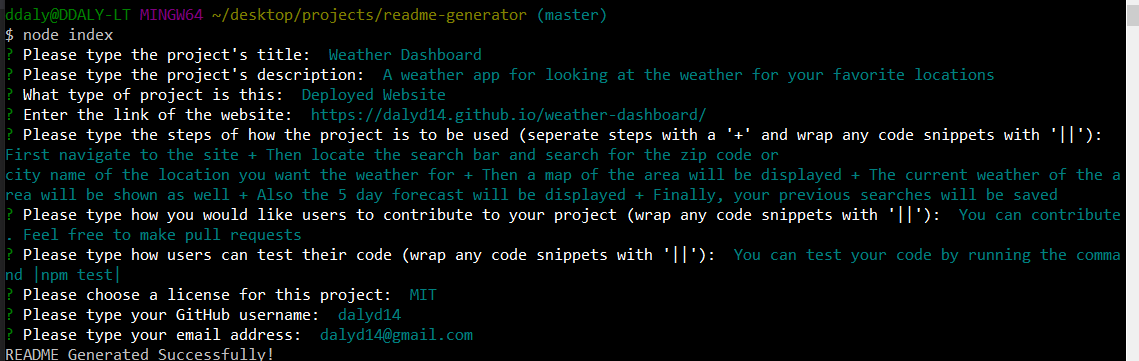 ddaly@DDALY-LT MINGW64 ~/desktop/projects/readme-generator (master)
$ node index
? Please type the project's title:  Weather Dashboard
? Please type the project's description:  A weather app for looking at the weather for your favorite locations
? What type of project is this:  Deployed Website
? Enter the link of the website:  https://dalyd14.github.io/weather-dashboard/
? Please type the steps of how the project is to be used (seperate steps with a '+' and wrap any code snippets with '||'):
First navigate to the site + Then locate the search bar and search for the zip code or
city name of the location you want the weather for + Then a map of the area will be displayed + The current weather of the a
rea will be shown as well + Also the 5 day forecast will be displayed + Finally, your previous searches will be saved
? Please type how you would like users to contribute to your project (wrap any code snippets with '||'):  You can contribute
. Feel free to make pull requests
? Please type how users can test their code (wrap any code snippets with '||'):  You can test your code by running the comma
nd |npm test|
? Please choose a license for this project:  MIT
? Please type your GitHub username:  dalyd14
? Please type your email address:  dalyd14@gmail.com
README Generated Successfully!